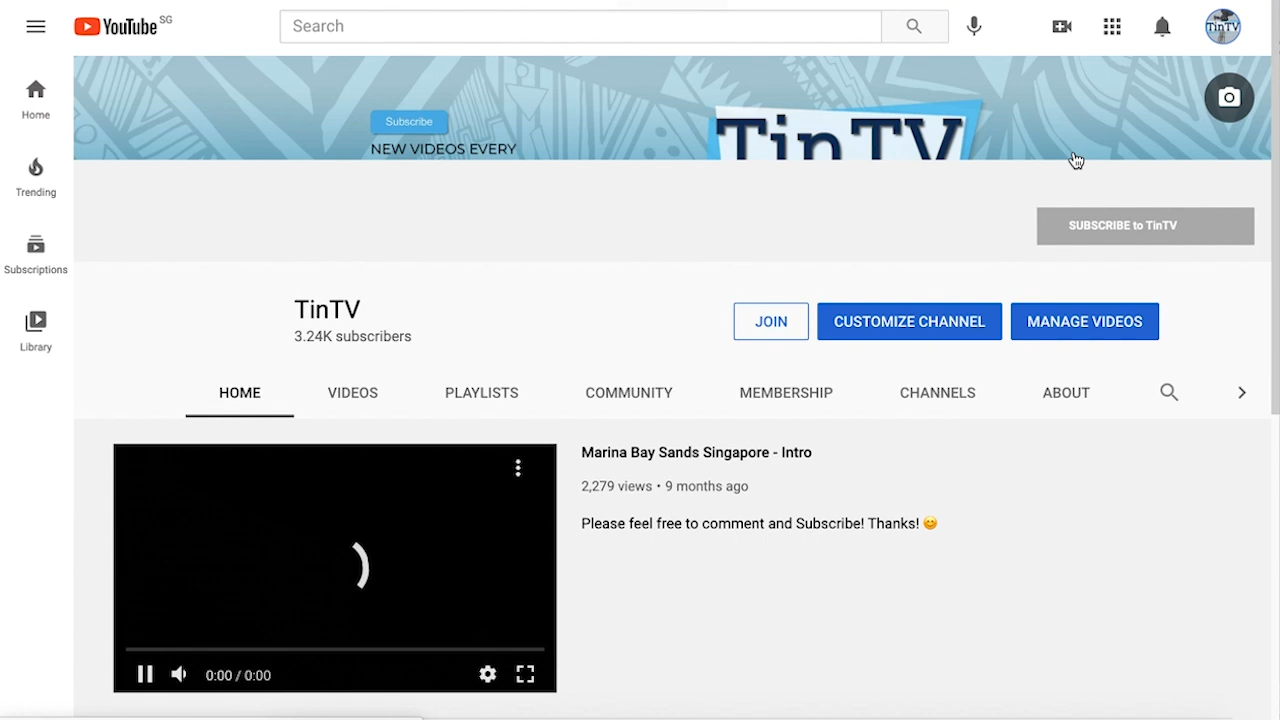 YouTube SG
Search
TinTV
Home
Trending
Subscriptions
Library
Subscribe
NEW VIDEOS EVERY
TinTV
SUBSCRIBE to TinTV
TinTV
3.24K subscribers
JOIN
CUSTOMIZE CHANNEL
MANAGE VIDEOS
HOME
VIDEOS
PLAYLISTS
COMMUNITY
MEMBERSHIP
CHANNELS
ABOUT
Marina Bay Sands Singapore - Intro
2,279 views • 9 months ago
Please feel free to comment and Subscribe! Thanks! 😊
0:00 / 0:00